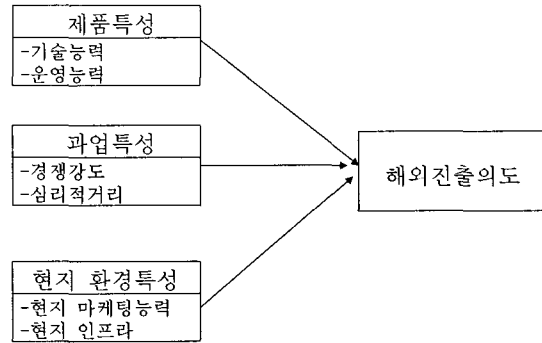 제품특성
-기술능력
-운영능력
과업특성
-경쟁강도
-심리적거리
해외진출의도
현지 환경특성
-현지 마케팅능력
-현지 인프라